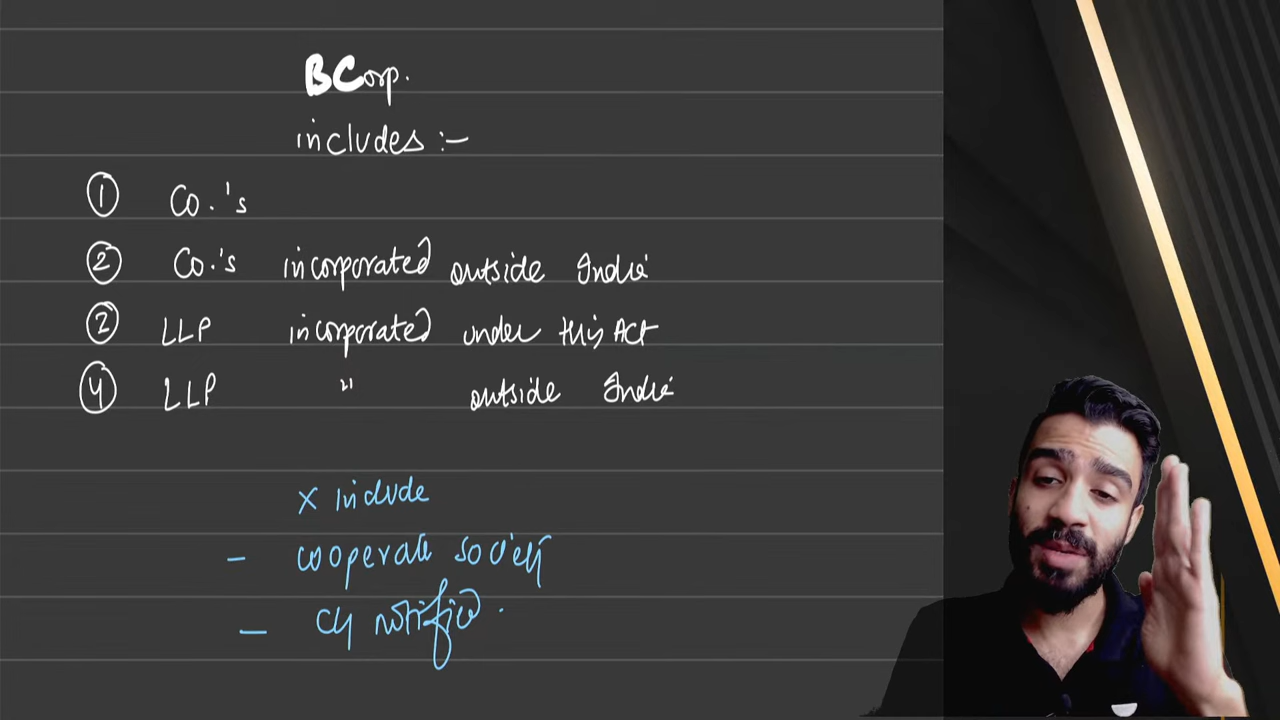 BCorp.
includes :-
① Co.'s
② Co.'s incorporated outside India
② LLP incorporated under this Act
④ LLP " outside India
x include
- cooperate society
- CG notified.